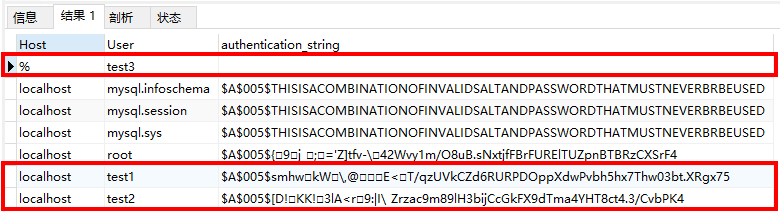 信息 结果 1 剖析 状态
Host User authentication_string
% test3
localhost mysql.infoschema $A$005$THISISACOMBINATIONOFINVALIDSALTANDPASSWORDTHATMUSTNEVERBRBEUSED
localhost mysql.session $A$005$THISISACOMBINATIONOFINVALIDSALTANDPASSWORDTHATMUSTNEVERBRBEUSED
localhost mysql.sys $A$005$THISISACOMBINATIONOFINVALIDSALTANDPASSWORDTHATMUSTNEVERBRBEUSED
localhost root $A$005${□9□j □;□='Z]tfv-\□42Wvy1m/O8uB.sNxtjfFBrFURElTUZpnBTBRzCXSrF4
localhost test1 $A$005$smhw□kW□\,@□□□E<□T/qzUVkCZd6RURPDOppXdwPvbh5hx7Thw03bt.XRgx75
localhost test2 $A$005$[D!□KK!□3lA<r□9:|I\ Zrzac9m89lH3bijCcGkFX9dTma4YHT8ct4.3/CvbPK4